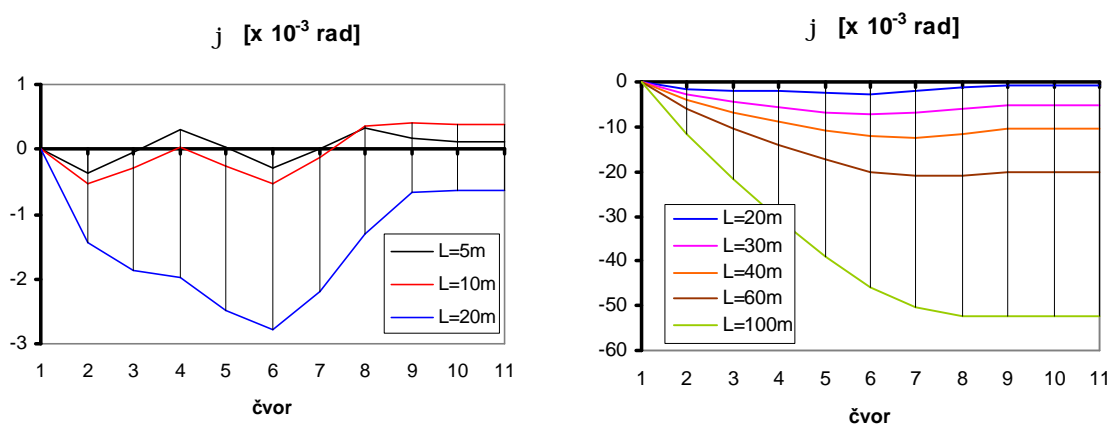 j [x 10⁻³ rad]
1
0
-1
-2
-3
L=5m
L=10m
L=20m
1 2 3 4 5 6 7 8 9 10 11
čvor
j [x 10⁻³ rad]
0
-10
-20
-30
-40
-50
-60
L=20m
L=30m
L=40m
L=60m
L=100m
1 2 3 4 5 6 7 8 9 10 11
čvor